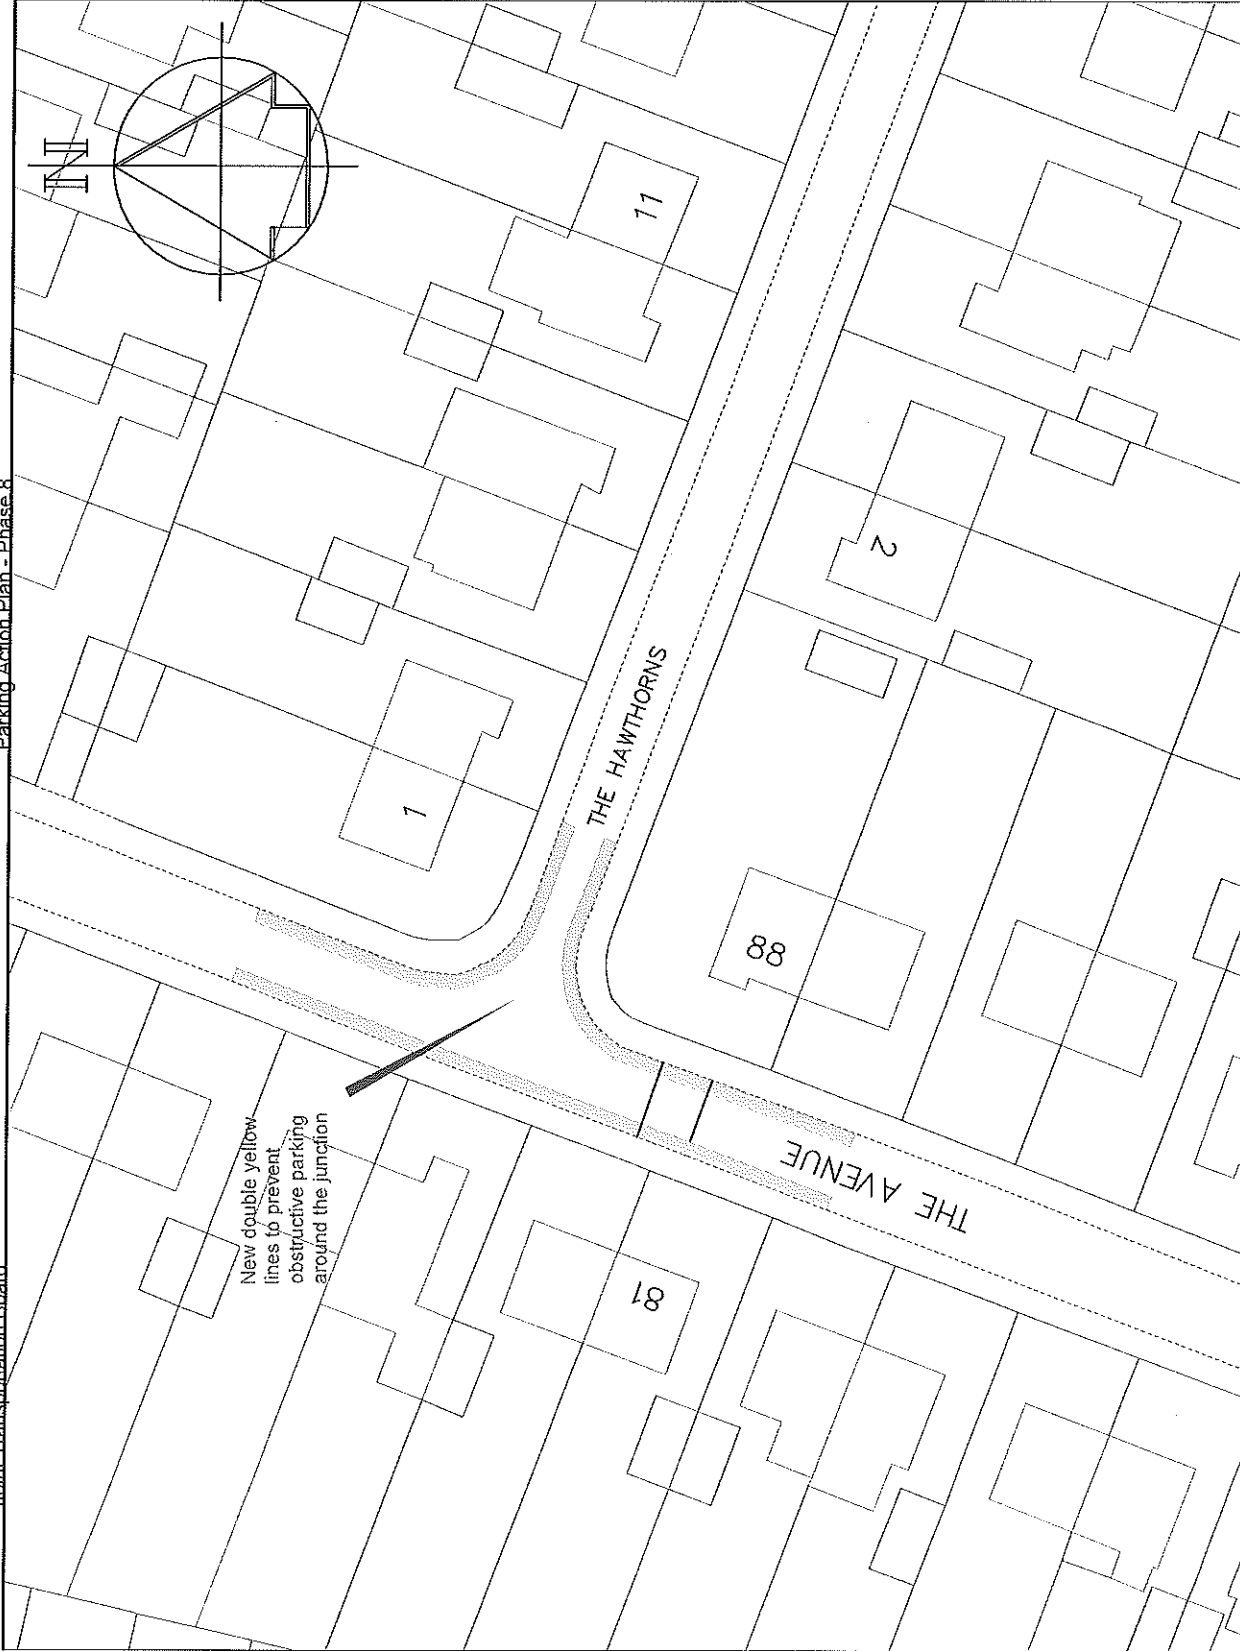 Parking Action Plan - Phase 8
N
New double yellow
lines to prevent
obstructive parking
around the junction
THE HAWTHORNS
THE AVENUE
1
11
2
88
81